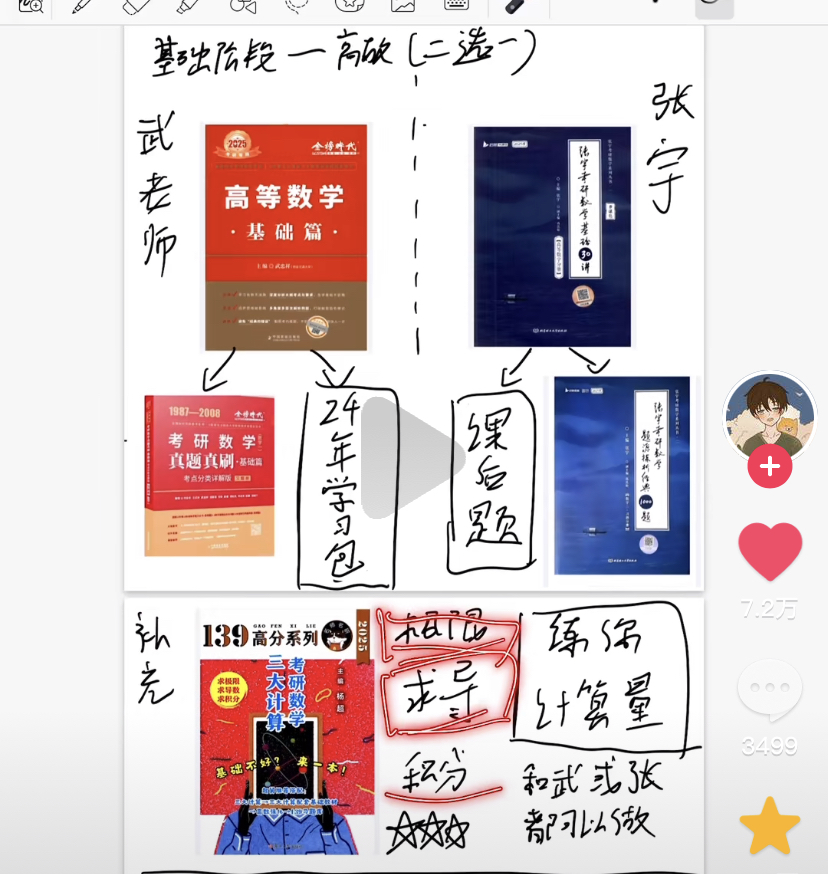 基础阶段一高数(二选一)
武老师
张宇
2025
金榜时代
高等数学
·基础篇·
张宇考研数学基础30讲
1987—2008
金榜时代
考研数学
真题真刷·基础篇
考点分类详解版
24年学习包
课后题
张宇考研数学
题源探析经典1000题
补充
139高分系列
GAO FEN XI LIE
2025
主编 杨超
求极限
求导数
求积分
考研数学
三大计算
基础不好？来一本！
极限
求导
积分
练你
计算量
和武或张
都可以做
7.2万
3499